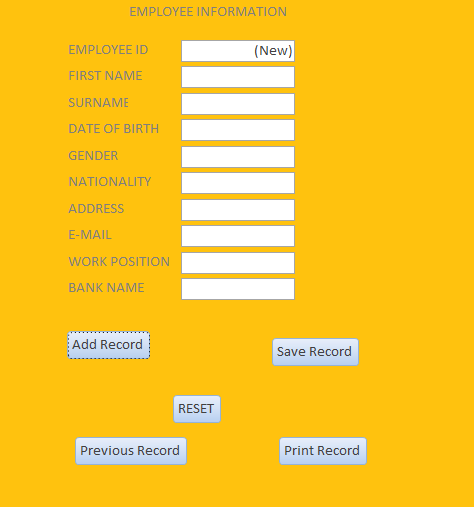 EMPLOYEE INFORMATION
EMPLOYEE ID (New)
FIRST NAME
SURNAME
DATE OF BIRTH
GENDER
NATIONALITY
ADDRESS
E-MAIL
WORK POSITION
BANK NAME
Add Record
Save Record
RESET
Previous Record Print Record